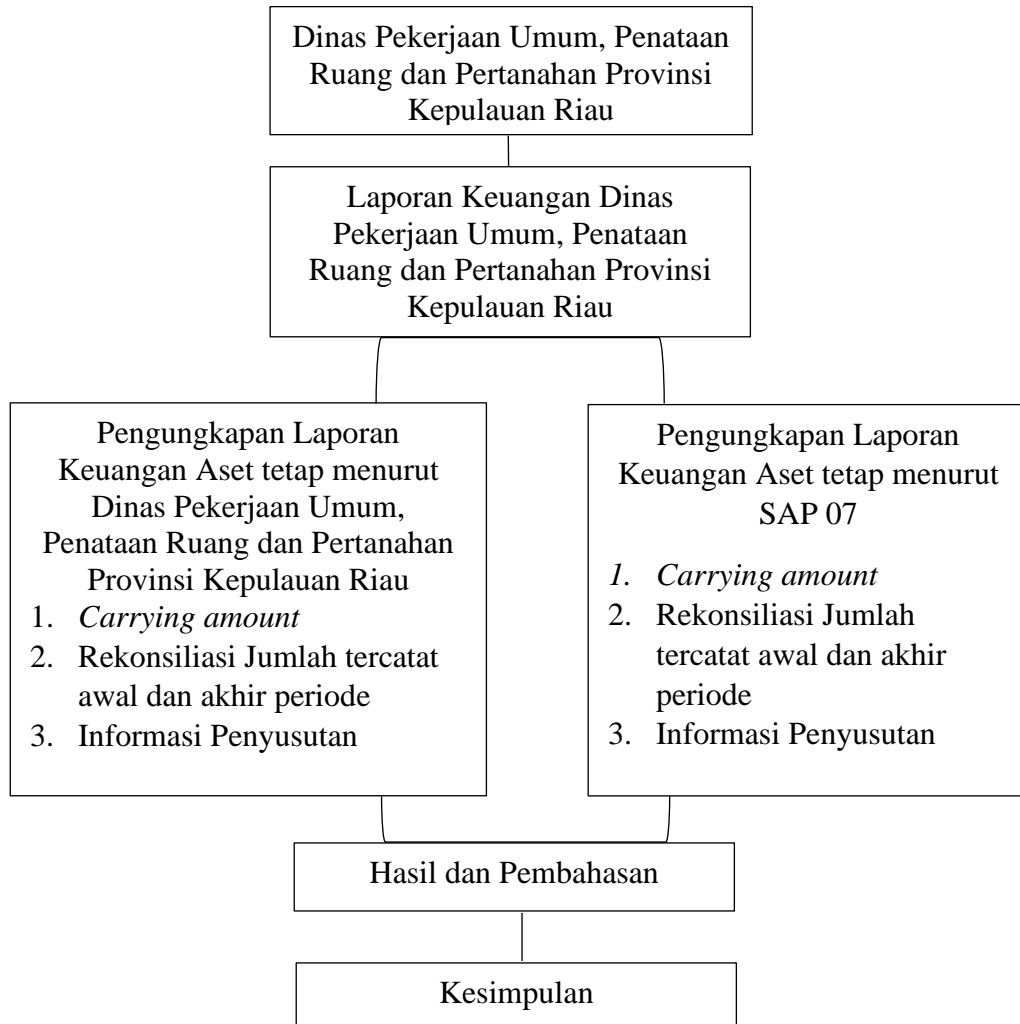 Dinas Pekerjaan Umum, Penataan
Ruang dan Pertanahan Provinsi
Kepulauan Riau
Laporan Keuangan Dinas
Pekerjaan Umum, Penataan
Ruang dan Pertanahan Provinsi
Kepulauan Riau
Pengungkapan Laporan
Keuangan Aset tetap menurut
Dinas Pekerjaan Umum,
Penataan Ruang dan Pertanahan
Provinsi Kepulauan Riau
1. Carrying amount
2. Rekonsiliasi Jumlah tercatat
awal dan akhir periode
3. Informasi Penyusutan
Pengungkapan Laporan
Keuangan Aset tetap menurut
SAP 07
1. Carrying amount
2. Rekonsiliasi Jumlah
tercatat awal dan akhir
periode
3. Informasi Penyusutan
Hasil dan Pembahasan
Kesimpulan